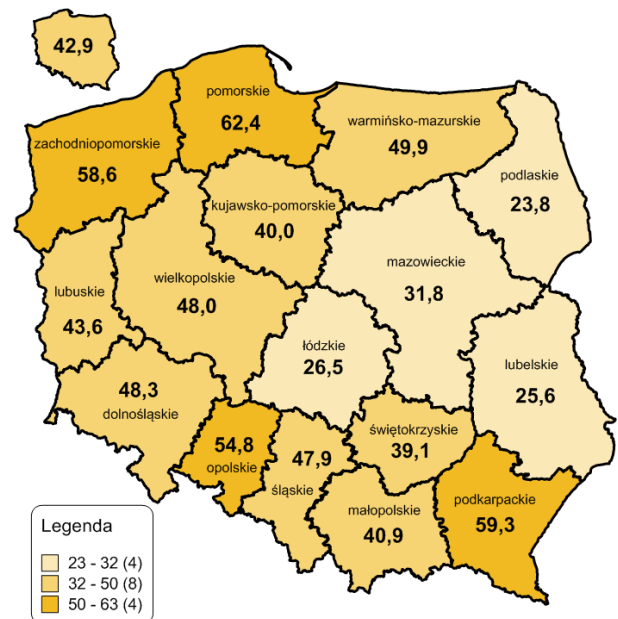 42,9
pomorskie
62,4
zachodniopomorskie
58,6
warmińsko-mazurskie
49,9
podlaskie
23,8
kujawsko-pomorskie
40,0
mazowieckie
31,8
wielkopolskie
48,0
lubuskie
43,6
łódzkie
26,5
lubelskie
25,6
48,3
dolnośląskie
54,8
opolskie
47,9
śląskie
świętokrzyskie
39,1
małopolskie
40,9
podkarpackie
59,3
Legenda
23 - 32 (4)
32 - 50 (8)
50 - 63 (4)